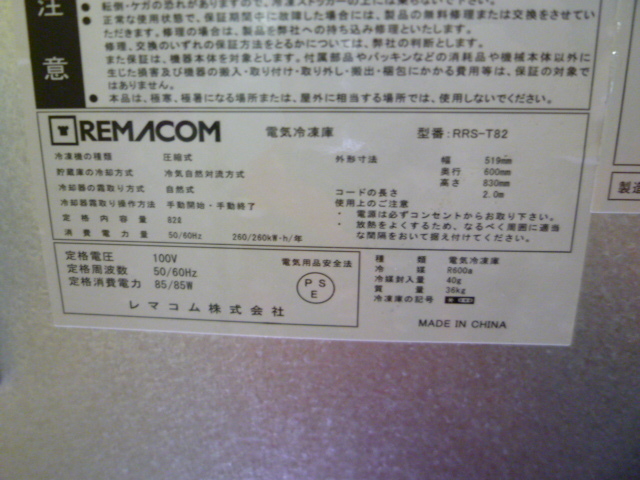 注意
● 転倒・ケガの恐れがありますので、冷凍ストッカーの上には乗らないで下さい。
● 正常な使用状態で、保証期間中に故障した場合には、製品の無料修理または交換をさせてい
ただきます。修理の場合は、製品を弊社への持ち込み修理といたします。
修理、交換のいずれの保証方法をとるかについては、弊社の判断とします。
また保証は、機器本体を対象とします。付属部品やパッキンなどの消耗品や機械本体以外に
生じた損害及び機器の搬入・取り付け・取り外し・搬出・梱包にかかる費用等は、保証の対象で
はありません。
● 本品は、極寒、極暑になる場所または、屋外に相当する場所では、使用しないでください。
REMACOM 電気冷凍庫 型番:RRS-T82
冷凍機の種類 圧縮式
貯蔵庫の冷却方式 冷気自然対流方式
冷却器の霜取り方式 自然式
冷却器霜取り操作方法 手動開始・手動終了
定格内容量 82ℓ
消費電力量 50/60Hz 260/260kW・h/年
外形寸法 幅 519mm
奥行 600mm
高さ 830mm
コードの長さ 2.0m
使用上のご注意
・ 電源は必ずコンセントからお取り下さい。
・ 放熱をよくするため、なるべく周囲に適当
な間隔をおいて据え付けてください。
定格電圧 100V
定格周波数 50/60Hz
定格消費電力 85/85W
電気用品安全法
PS
E
レマコム株式会社
種類 電気冷凍庫
冷媒 R600a
冷媒封入量 40g
質量 36kg
冷凍庫の記号
MADE IN CHINA
製造